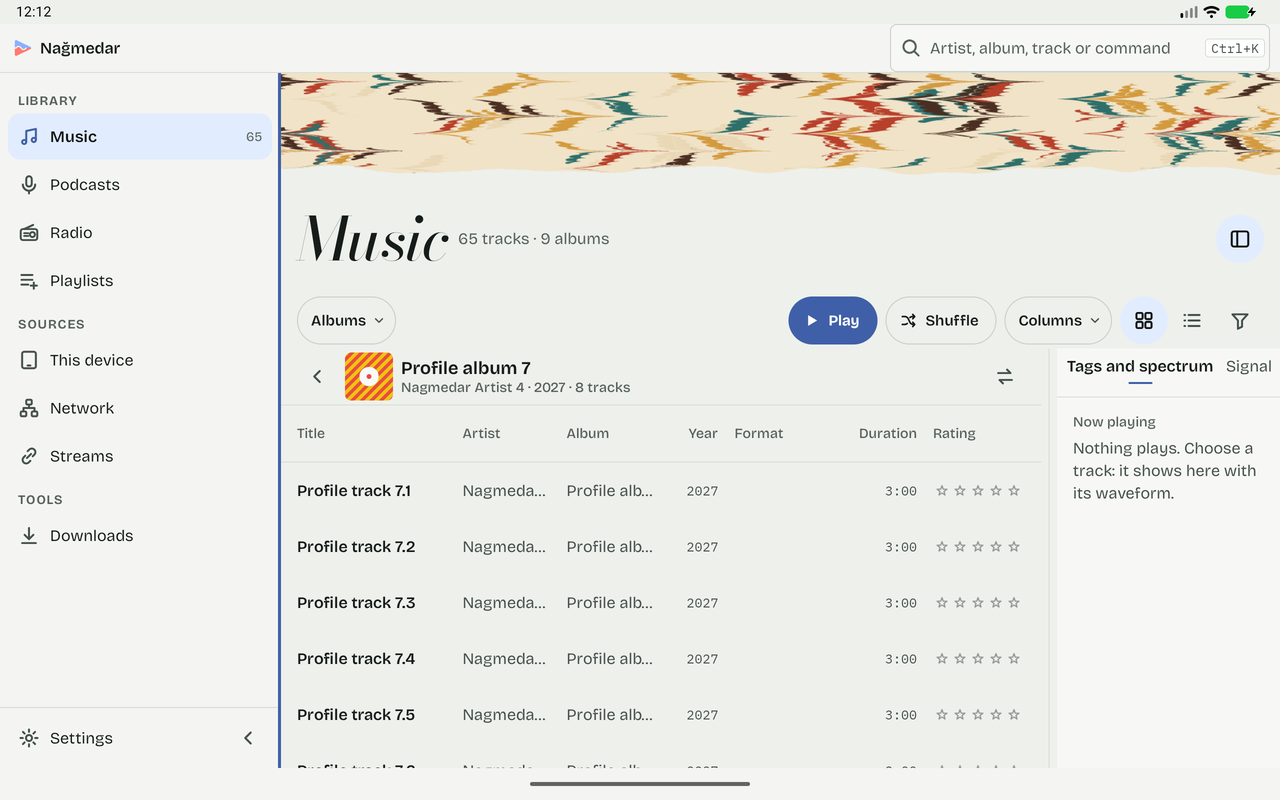 12:12
Nağmedar
Artist, album, track or command Ctrl+K
LIBRARY
Music 65
Podcasts
Radio
Playlists
SOURCES
This device
Network
Streams
TOOLS
Downloads
Settings
Music 65 tracks · 9 albums
Albums Play Shuffle Columns
Profile album 7
Nagmedar Artist 4 · 2027 · 8 tracks
Title Artist Album Year Format Duration Rating
Profile track 7.1 Nagmeda... Profile alb... 2027 3:00
Profile track 7.2 Nagmeda... Profile alb... 2027 3:00
Profile track 7.3 Nagmeda... Profile alb... 2027 3:00
Profile track 7.4 Nagmeda... Profile alb... 2027 3:00
Profile track 7.5 Nagmeda... Profile alb... 2027 3:00
Tags and spectrum Signal
Now playing
Nothing plays. Choose a
track: it shows here with
its waveform.